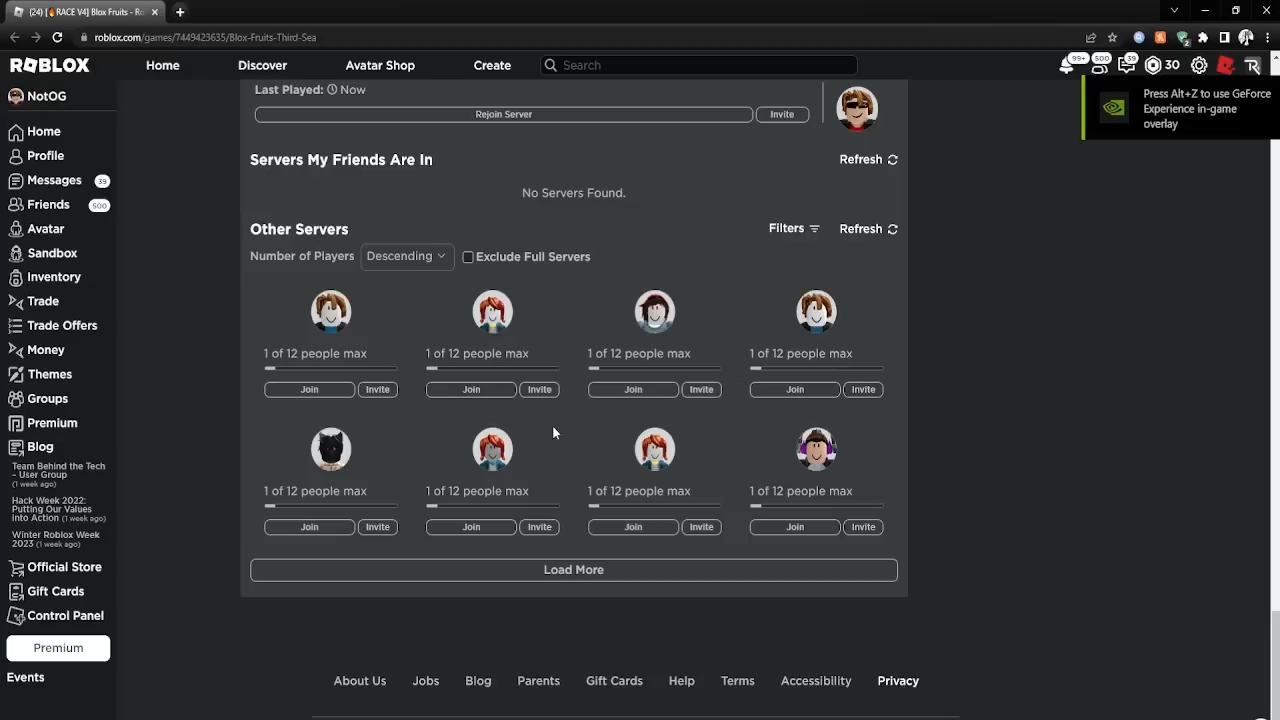 (24) [🔥RACE V4] Blox Fruits - Ro
roblox.com/games/7449423635/Blox-Fruits-Third-Sea
ROBLOX
Home
Discover
Avatar Shop
Create
Search
99+
500
39
30
NotOG
Home
Profile
Messages 39
Friends 500
Avatar
Sandbox
Inventory
Trade
Trade Offers
Money
Themes
Groups
Premium
Blog
Team Behind the Tech
- User Group
(1 week ago)
Hack Week 2022:
Putting Our Values
into Action (1 week ago)
Winter Roblox Week
2023 (1 week ago)
Official Store
Gift Cards
Control Panel
Premium
Events
Press Alt+Z to use GeForce
Experience in-game
overlay
Last Played: Now
Rejoin Server
Invite
Servers My Friends Are In
Refresh
No Servers Found.
Other Servers
Filters
Refresh
Number of Players
Descending
Exclude Full Servers
1 of 12 people max
1 of 12 people max
1 of 12 people max
1 of 12 people max
Join Invite
Join Invite
Join Invite
Join Invite
1 of 12 people max
1 of 12 people max
1 of 12 people max
1 of 12 people max
Join Invite
Join Invite
Join Invite
Join Invite
Load More
About Us
Jobs
Blog
Parents
Gift Cards
Help
Terms
Accessibility
Privacy